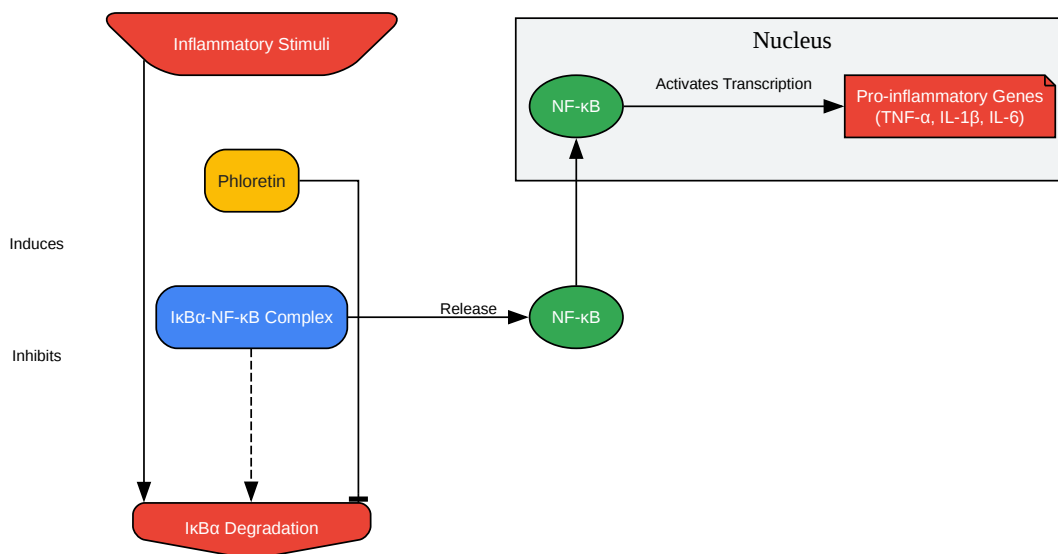 Inflammatory Stimuli
Nucleus
NF-κB
Activates Transcription
Pro-inflammatory Genes
(TNF-α, IL-1β, IL-6)
Phloretin
Induces
IκBα-NF-κB Complex
Release
NF-κB
Inhibits
IκBα Degradation